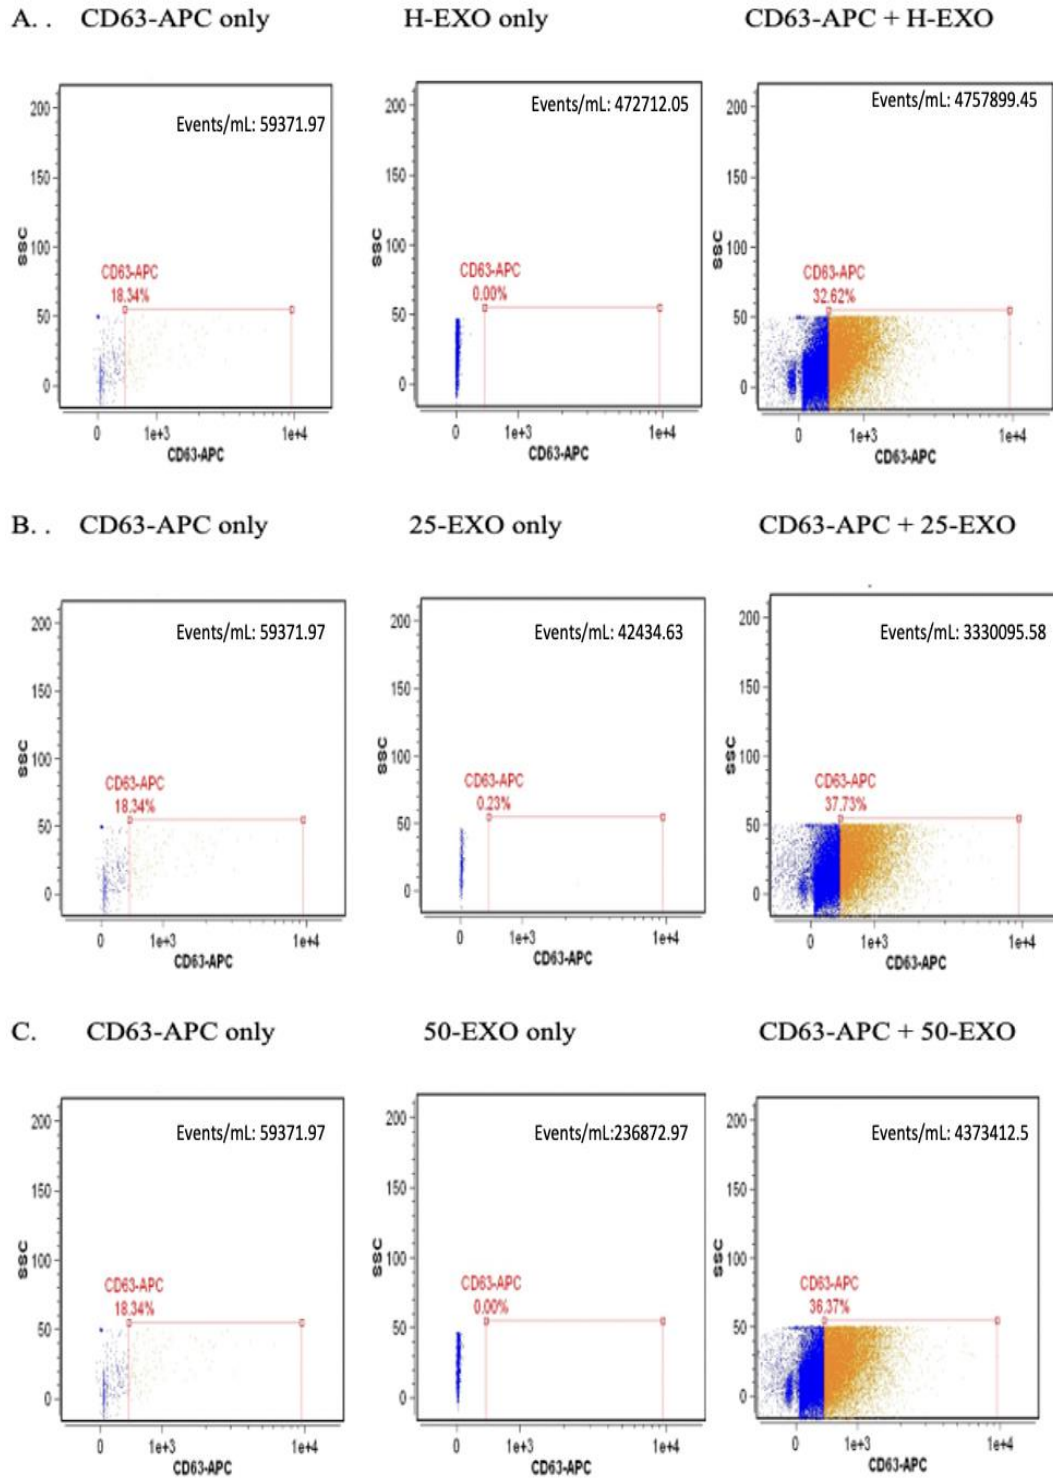 A. . CD63-APC only H-EXO only CD63-APC + H-EXO
Events/mL: 59371.97 Events/mL: 472712.05 Events/mL: 4757899.45
200 200 200
150 150 150
100 100 100
SSC SSC SSC
CD63-APC CD63-APC CD63-APC
18.34% 0.00% 32.62%
50 50 50
0 0 0
0 1e+3 1e+4 0 1e+3 1e+4 0 1e+3 1e+4
CD63-APC CD63-APC CD63-APC
B. . CD63-APC only 25-EXO only CD63-APC + 25-EXO
Events/mL: 59371.97 Events/mL: 42434.63 Events/mL: 3330095.58
200 200 200
150 150 150
100 100 100
SSC SSC SSC
CD63-APC CD63-APC CD63-APC
18.34% 0.23% 37.73%
50 50 50
0 0 0
0 1e+3 1e+4 0 1e+3 1e+4 0 1e+3 1e+4
CD63-APC CD63-APC CD63-APC
C. CD63-APC only 50-EXO only CD63-APC + 50-EXO
Events/mL: 59371.97 Events/mL:236872.97 Events/mL: 4373412.5
200 200 200
150 150 150
100 100 100
SSC SSC SSC
CD63-APC CD63-APC CD63-APC
18.34% 0.00% 36.37%
50 50 50
0 0 0
0 1e+3 1e+4 0 1e+3 1e+4 0 1e+3 1e+4
CD63-APC CD63-APC CD63-APC